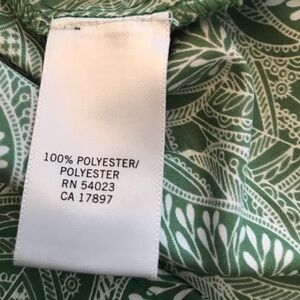 100% POLYESTER/
POLYESTER
RN 54023
CA 17897